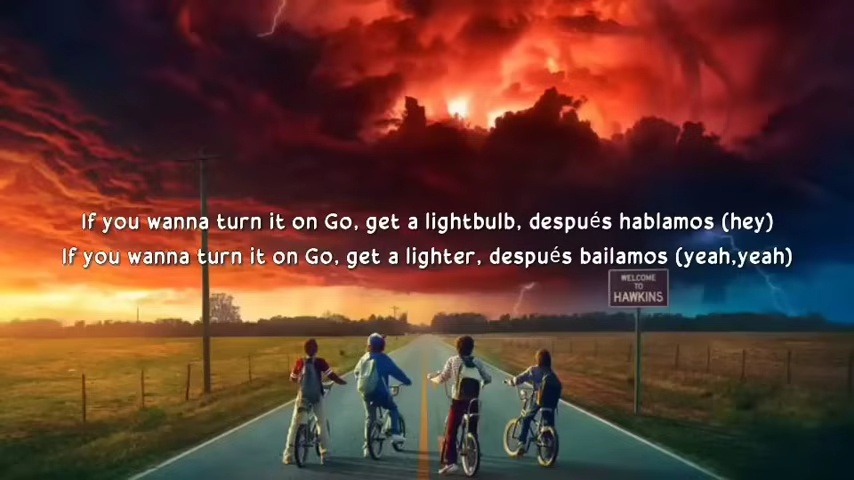 If you wanna turn it on Go, get a lightbulb, después hablamos (hey)
If you wanna turn it on Go, get a lighter, después bailamos (yeah,yeah)
WELCOME
TO
HAWKINS